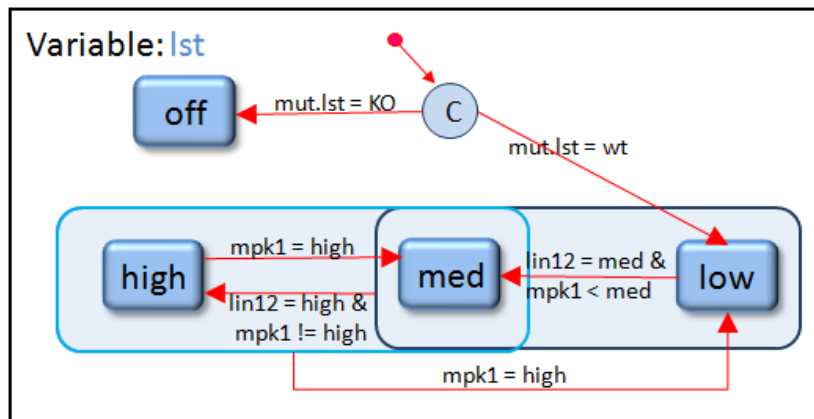 Variable: lst
off
mut.lst = KO
C
mut.lst = wt
high
mpk1 = high
med
lin12 = med &
mpk1 < med
low
lin12 = high &
mpk1 != high
mpk1 = high